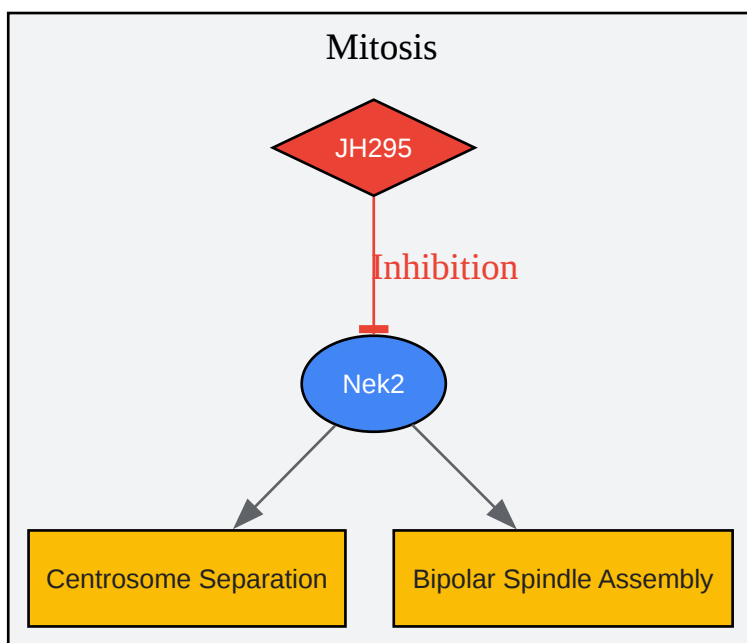 Mitosis
JH295
Inhibition
Nek2
Centrosome Separation
Bipolar Spindle Assembly